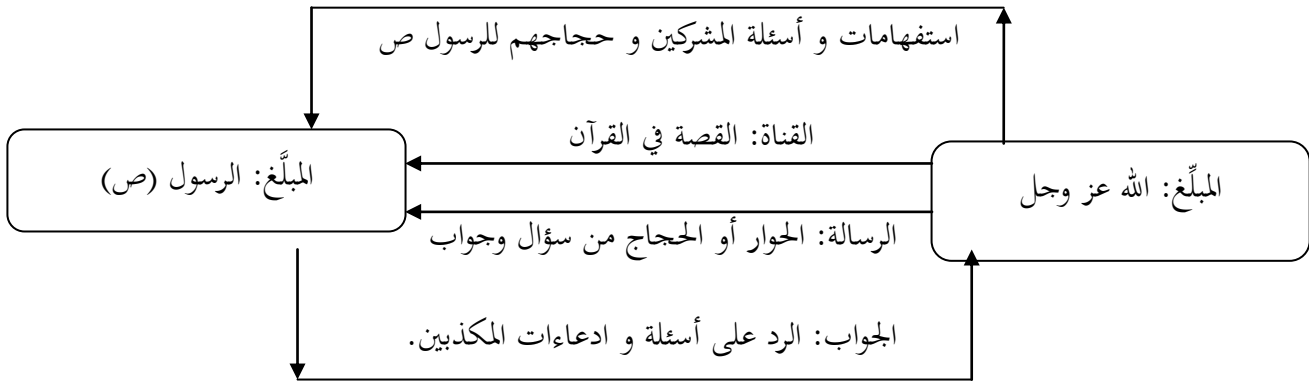 استفهامات و أسئلة المشركين و حجاجهم للرسول ص
القناة: القصة في القرآن
المبلِّغ: الله عز وجل
المبلَّغ: الرسول (ص)
الرسالة: الحوار أو الحجاج من سؤال وجواب
الجواب: الرد على أسئلة و ادعاءات المكذبين.